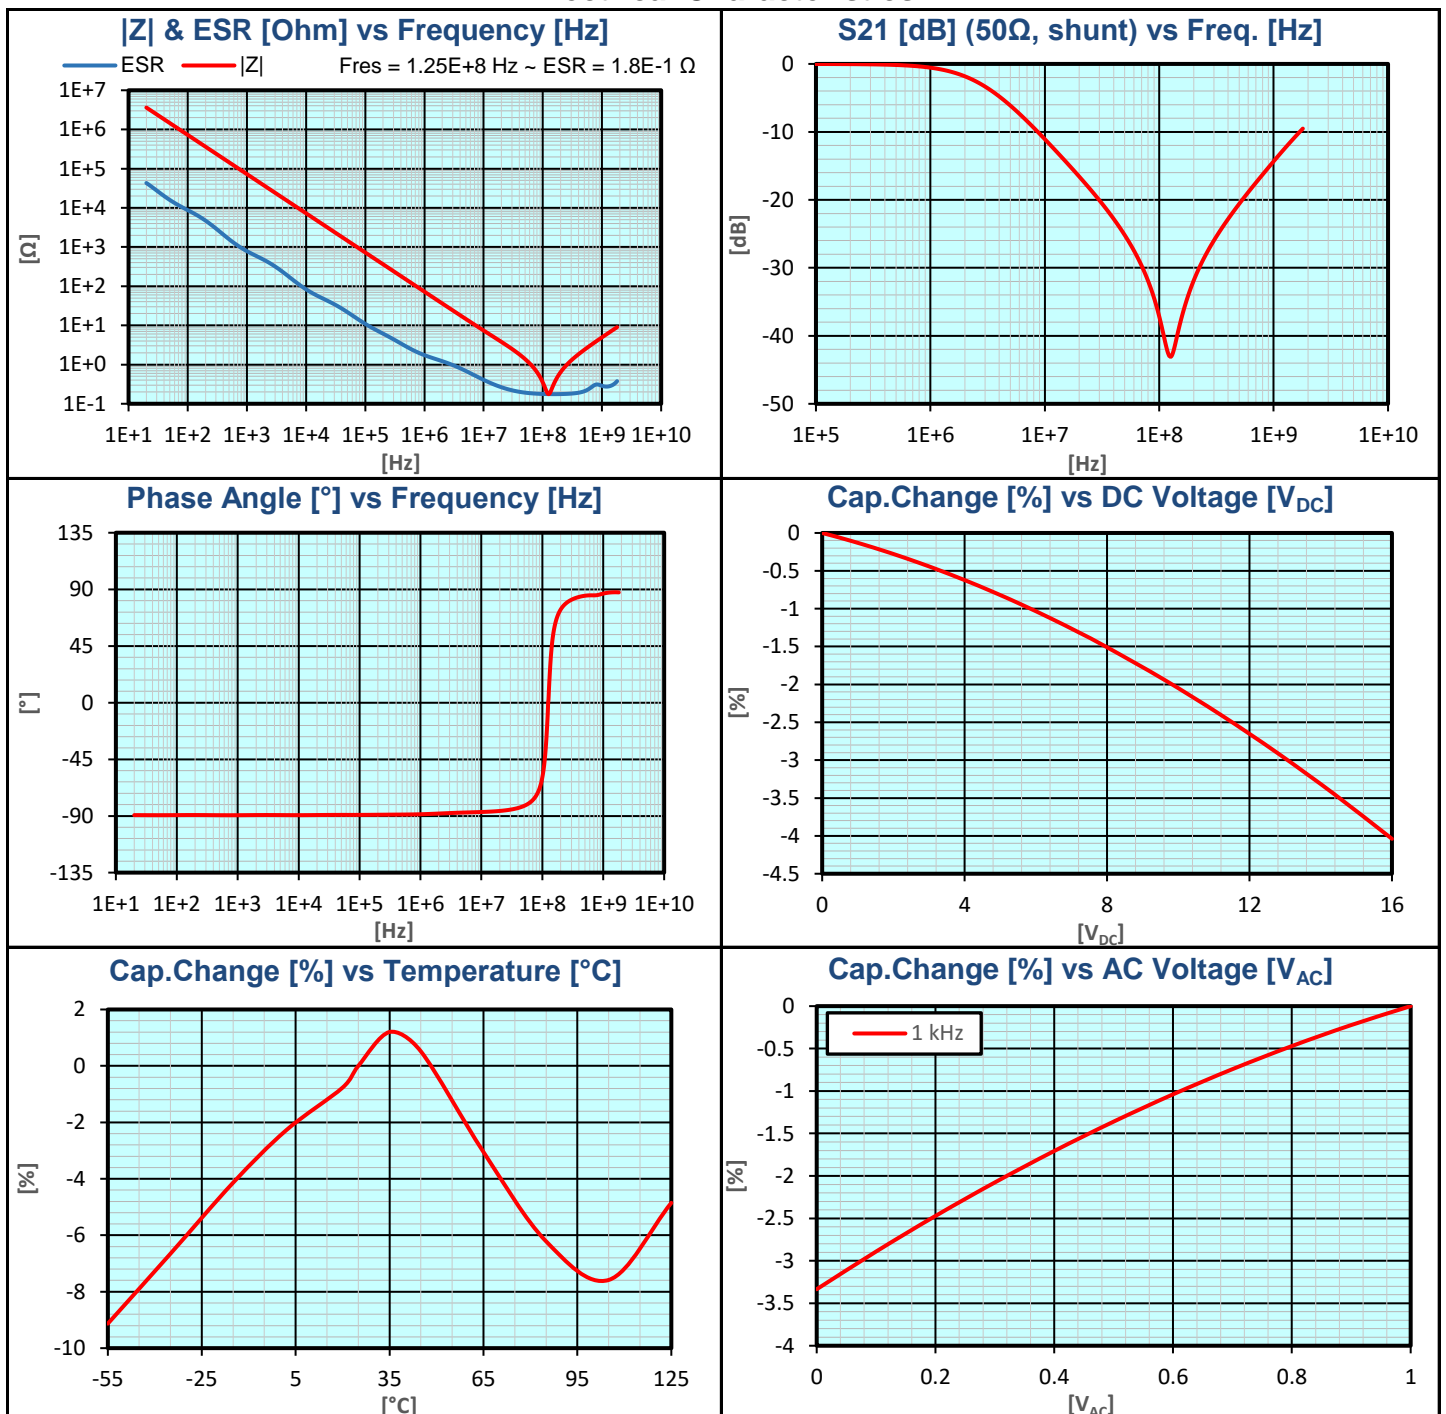 |Z| & ESR [Ohm] vs Frequency [Hz]
ESR |Z| Fres = 1.25E+8 Hz ~ ESR = 1.8E-1 Ω
1E+7
1E+6
1E+5
1E+4
1E+3
1E+2
1E+1
1E+0
1E-1
[Ω]
1E+1 1E+2 1E+3 1E+4 1E+5 1E+6 1E+7 1E+8 1E+9 1E+10
[Hz]
S21 [dB] (50Ω, shunt) vs Freq. [Hz]
0
-10
-20
-30
-40
-50
[dB]
1E+5 1E+6 1E+7 1E+8 1E+9 1E+10
[Hz]
Phase Angle [°] vs Frequency [Hz]
135
90
45
0
-45
-90
-135
[°]
1E+1 1E+2 1E+3 1E+4 1E+5 1E+6 1E+7 1E+8 1E+9 1E+10
[Hz]
Cap.Change [%] vs DC Voltage [VDC]
0
-0.5
-1
-1.5
-2
-2.5
-3
-3.5
-4
-4.5
[%]
0 4 8 12 16
[VDC]
Cap.Change [%] vs Temperature [°C]
2
0
-2
-4
-6
-8
-10
[%]
-55 -25 5 35 65 95 125
[°C]
Cap.Change [%] vs AC Voltage [VAC]
1 kHz
0
-0.5
-1
-1.5
-2
-2.5
-3
-3.5
-4
[%]
0 0.2 0.4 0.6 0.8 1
[VAC]